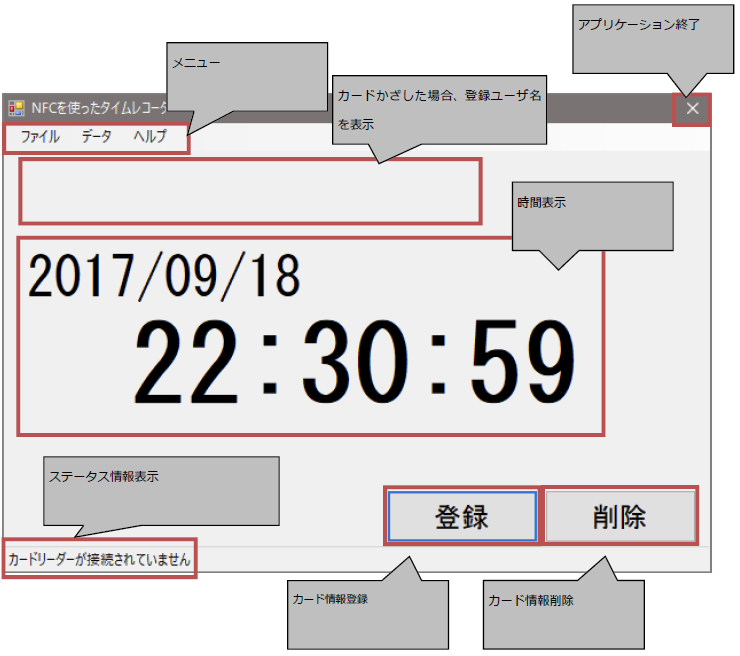 アプリケーション終了
メニュー
カードかざした場合、登録ユーザ名
を表示
NFCを使ったタイムレコー
ファイル データ ヘルプ
時間表示
2017/09/18
22:30:59
ステータス情報表示
登録 削除
カードリーダーが接続されていません
カード情報登録
カード情報削除